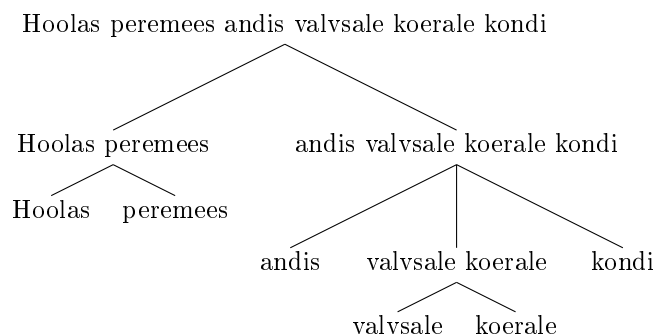 Hoolas peremees andis valvsale koerale kondi
Hoolas peremees andis valvsale koerale kondi
Hoolas peremees
andis valvsale koerale kondi
valvsale koerale